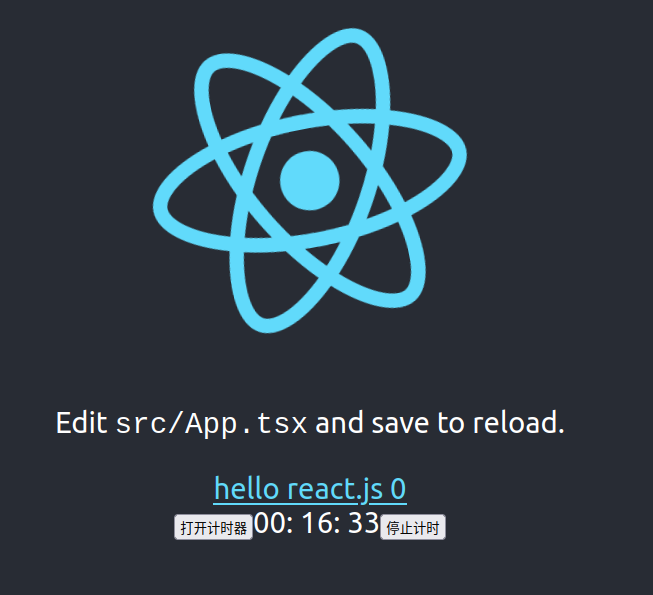 Edit src/App.tsx and save to reload.
hello react.js 0
打开计时器00: 16: 33停止计时